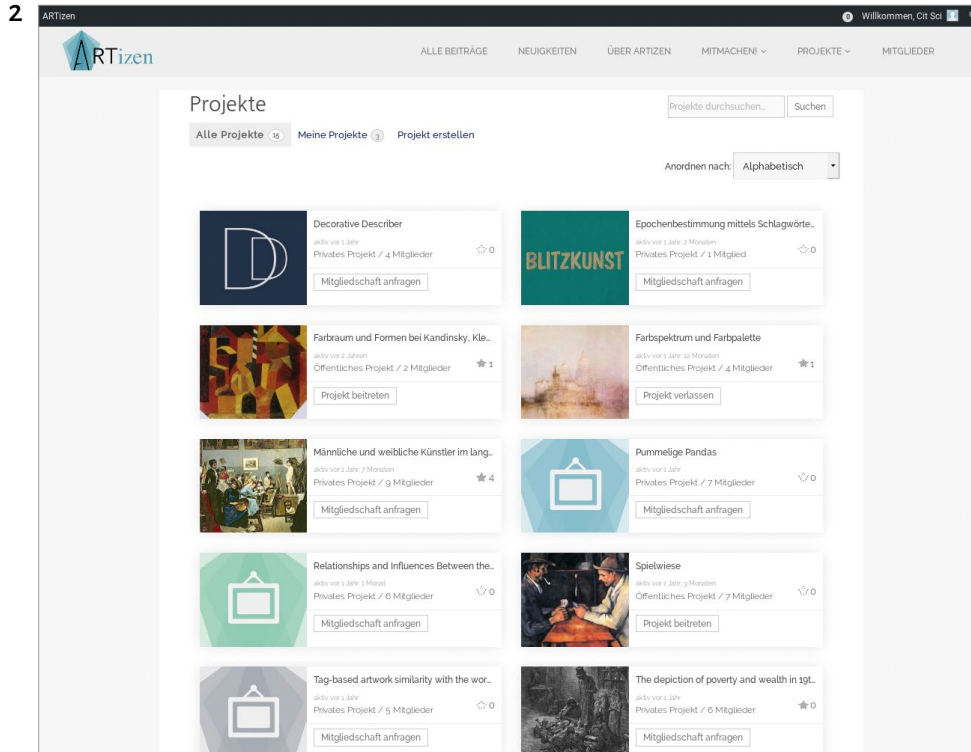 2
ARTizen
0 Willkommen, Cit Sci
ARTizen
ALLE BEITRÄGE NEUIGKEITEN ÜBER ARTIZEN MITMACHEN! PROJEKTE MITGLIEDER
Projekte
Projekte durchsuchen... Suchen
Alle Projekte 15 Meine Projekte 3 Projekt erstellen
Anordnen nach: Alphabetisch
DD
Decorative Describer
aktiv vor 1 Jahr
Privates Projekt / 4 Mitglieder
0
Mitgliedschaft anfragen
BLITZKUNST
Epochenbestimmung mittels Schlagwörte...
aktiv vor 1 Jahr, 2 Monaten
Privates Projekt / 1 Mitglied
0
Mitgliedschaft anfragen
Farbraum und Formen bei Kandinsky, Kle...
aktiv vor 2 Jahren
Öffentliches Projekt / 2 Mitglieder
1
Projekt beitreten
Farbspektrum und Farbpalette
aktiv vor 1 Jahr, 12 Monaten
Öffentliches Projekt / 4 Mitglieder
1
Projekt verlassen
Männliche und weibliche Künstler im lang...
aktiv vor 1 Jahr, 7 Monaten
Privates Projekt / 9 Mitglieder
4
Mitgliedschaft anfragen
Pummelige Pandas
aktiv vor 1 Jahr
Privates Projekt / 7 Mitglieder
0
Mitgliedschaft anfragen
Relationships and Influences Between the...
aktiv vor 1 Jahr, 1 Monat
Privates Projekt / 6 Mitglieder
0
Mitgliedschaft anfragen
Spielwiese
aktiv vor 1 Jahr, 3 Monaten
Öffentliches Projekt / 7 Mitglieder
0
Projekt beitreten
Tag-based artwork similarity with the wor...
aktiv vor 1 Jahr
Privates Projekt / 5 Mitglieder
0
Mitgliedschaft anfragen
The depiction of poverty and wealth in 19t...
aktiv vor 1 Jahr
Privates Projekt / 6 Mitglieder
0
Mitgliedschaft anfragen